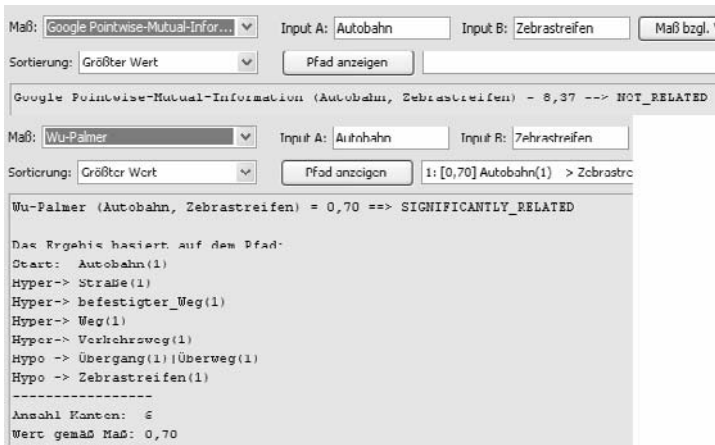 Maß: Google Pointwise-Mutual-Infor... Input A: Autobahn Input B: Zebrastreifen Maß bzgl.
Sortierung: Größter Wert Pfad anzeigen
Google Pointwise-Mutual-Information (Autobahn, Zebrastreifen) = 8,37 ==> NOT_RELATED
Maß: Wu-Palmer Input A: Autobahn Input B: Zebrastreifen
Sortierung: Größter Wert Pfad anzeigen 1: [0,70] Autobahn(1) > Zebrastre
Wu-Palmer (Autobahn, Zebrastreifen) = 0,70 ==> SIGNIFICANTLY_RELATED
Das Ergebis basiert auf dem Pfad:
Start: Autobahn(1)
Hyper-> Straße(1)
Hyper-> befestigter_Weg(1)
Hyper-> Weg(1)
Hyper-> Verkehrsweg(1)
Hypo -> Übergang(1)|Überweg(1)
Hypo -> Zebrastreifen(1)
-----------------
Anzahl Kanten: 6
Wert gemäß Maß: 0,70